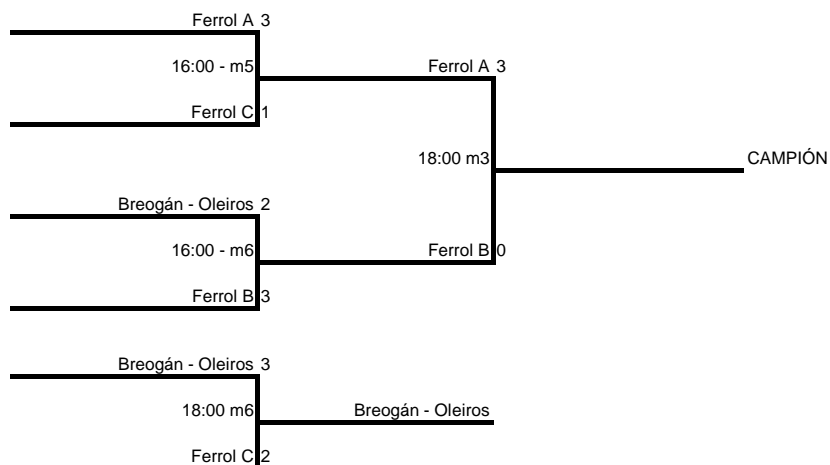 Ferrol A 3
16:00 - m5
Ferrol A 3
Ferrol C 1
18:00 m3
CAMPIÓN
Breogán - Oleiros 2
16:00 - m6
Ferrol B 0
Ferrol B 3
Breogán - Oleiros 3
18:00 m6
Breogán - Oleiros
Ferrol C 2